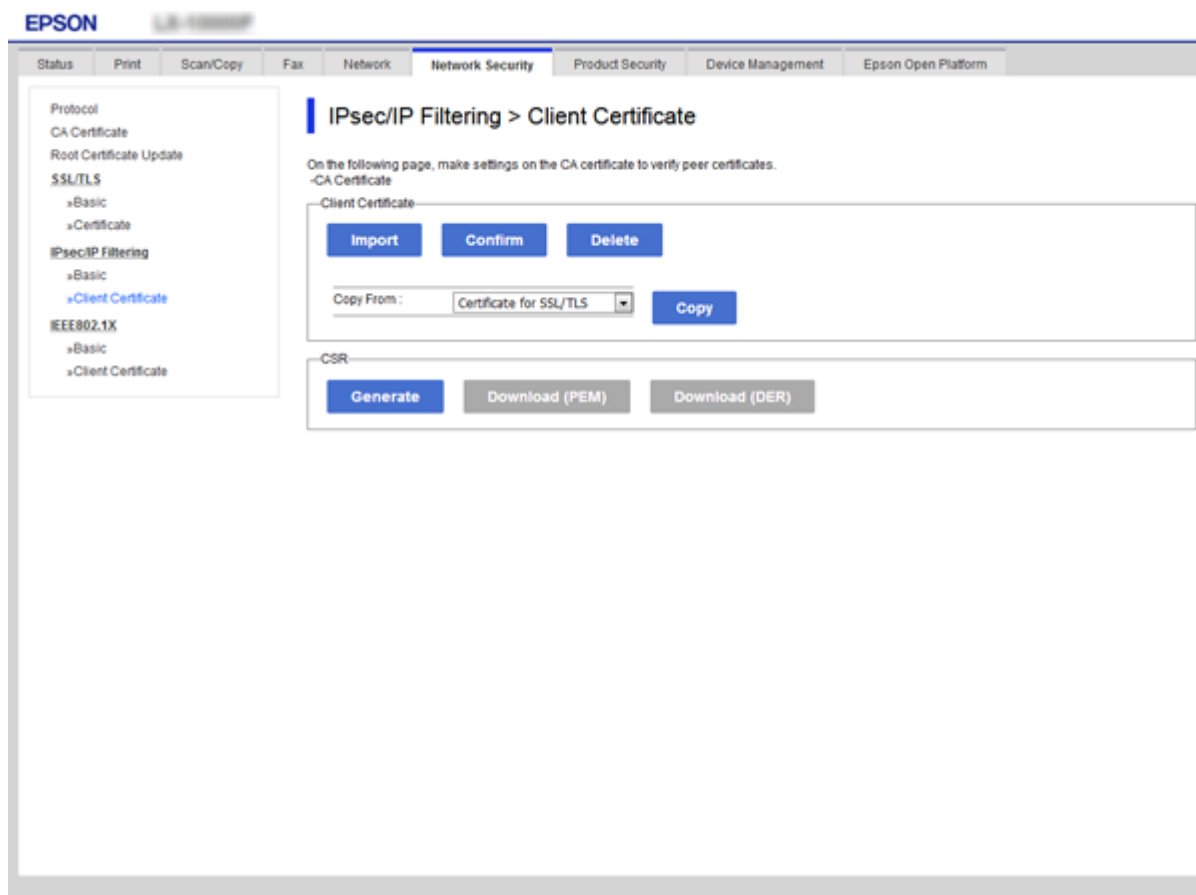 EPSON
Status Print Scan/Copy Fax Network Network Security Product Security Device Management Epson Open Platform
Protocol
CA Certificate
Root Certificate Update
SSL/TLS
»Basic
»Certificate
IPsec/IP Filtering
»Basic
»Client Certificate
IEEE802.1X
»Basic
»Client Certificate
IPsec/IP Filtering > Client Certificate
On the following page, make settings on the CA certificate to verify peer certificates.
-CA Certificate
Client Certificate
Import Confirm Delete
Copy From : Certificate for SSL/TLS Copy
CSR
Generate Download (PEM) Download (DER)